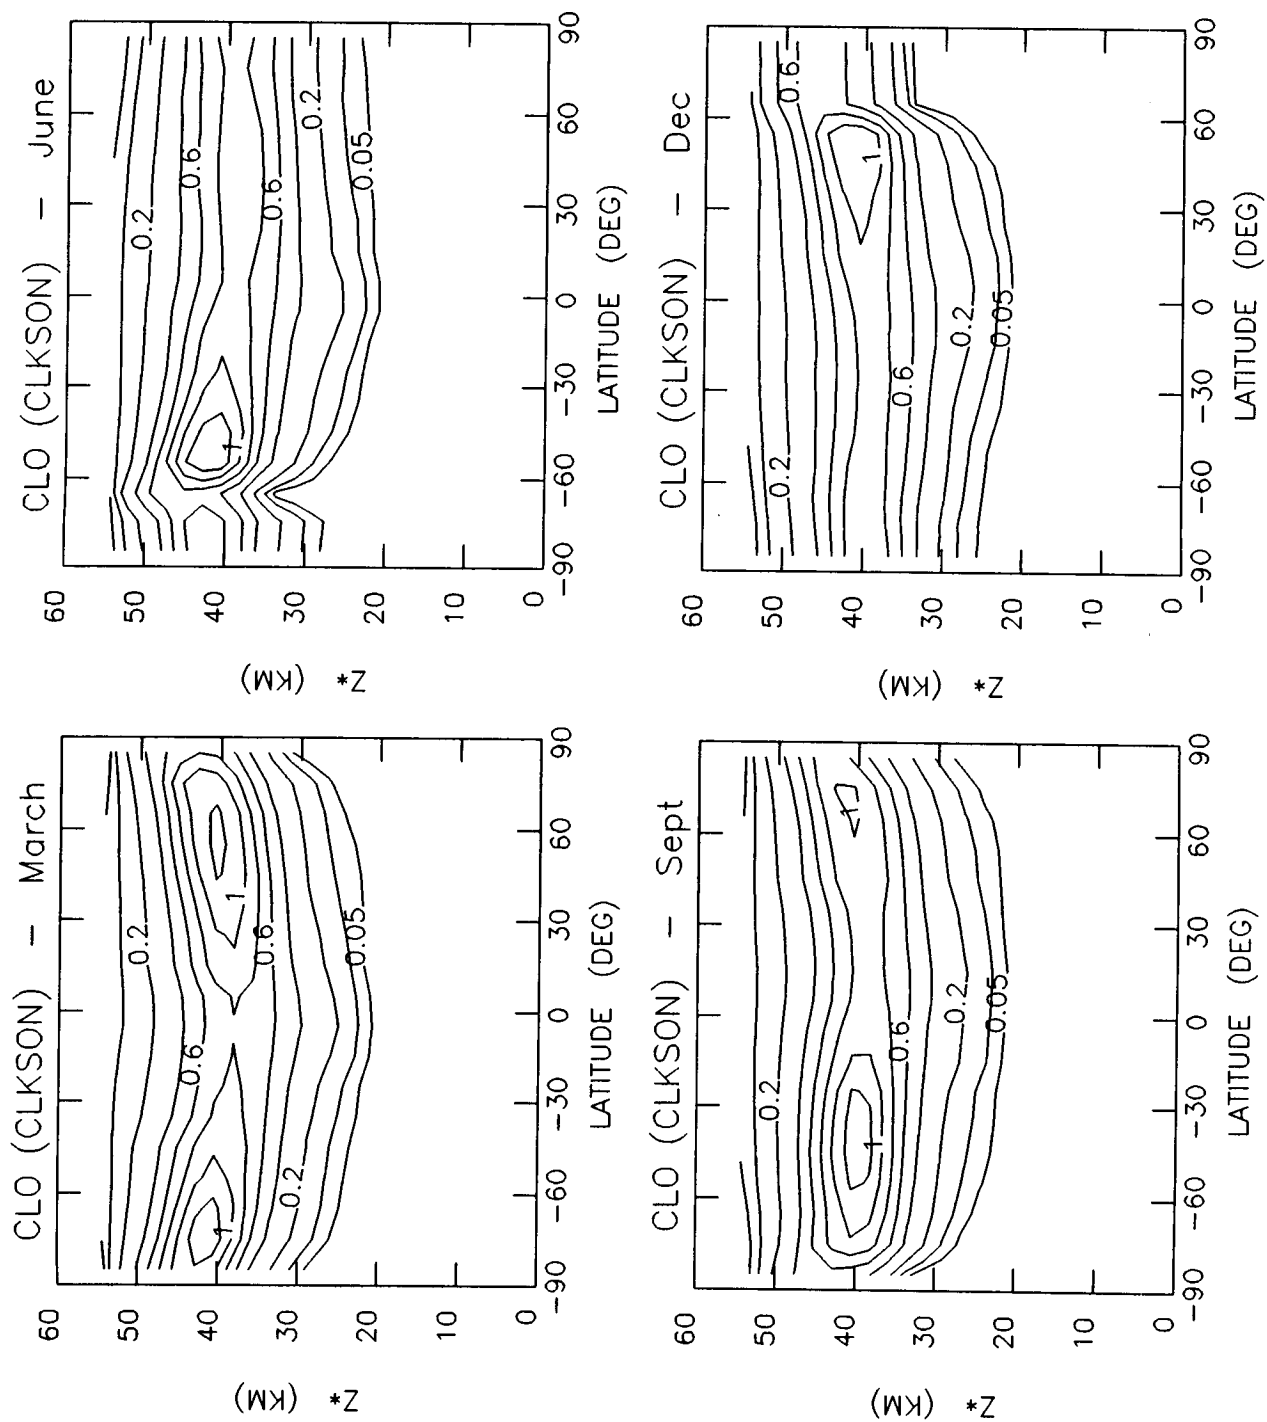 CLO (CLKSON) – March
60
50
40
30
20
10
0
Z*
(KM)
0.2
0.6
1
1
0.6
0.2
0.05
−90 −60 −30 0 30 60 90
LATITUDE (DEG)
CLO (CLKSON) – June
60
50
40
30
20
10
0
Z*
(KM)
0.2
0.6
1
0.6
0.2
0.05
−90 −60 −30 0 30 60 90
LATITUDE (DEG)
CLO (CLKSON) – Sept
60
50
40
30
20
10
0
Z*
(KM)
0.2
1
1
0.6
0.2
0.05
−90 −60 −30 0 30 60 90
LATITUDE (DEG)
CLO (CLKSON) – Dec
60
50
40
30
20
10
0
Z*
(KM)
0.6
0.2
1
0.6
0.2
0.05
−90 −60 −30 0 30 60 90
LATITUDE (DEG)